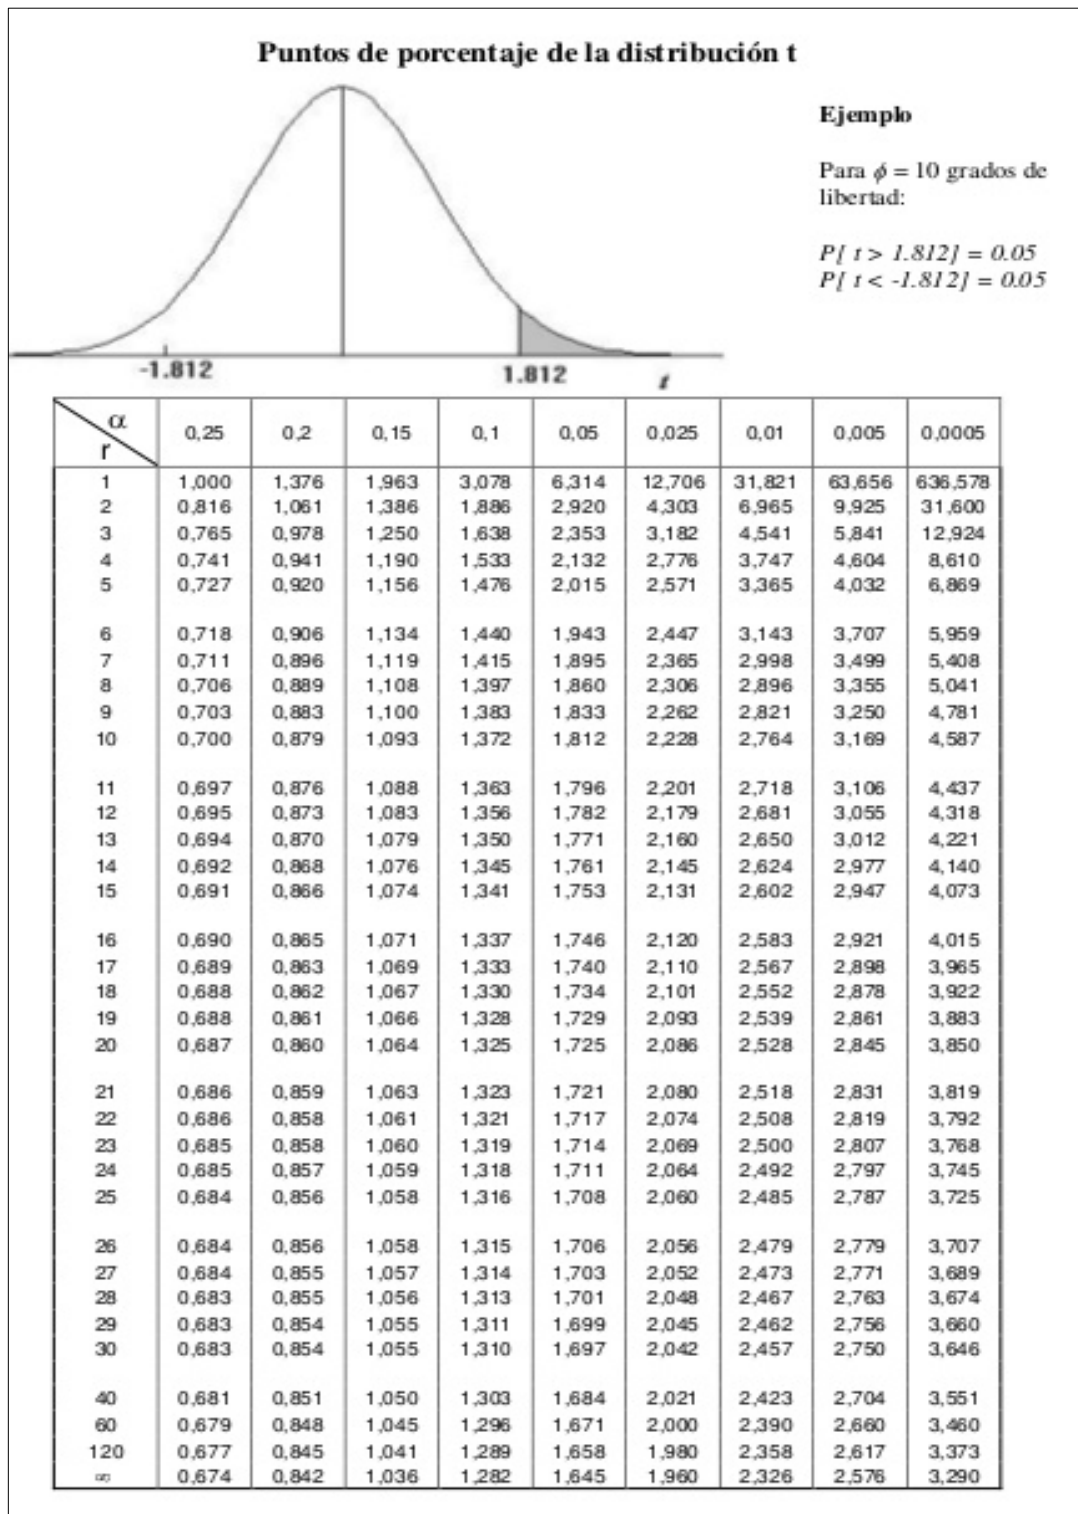 Puntos de porcentaje de la distribución t
Ejemplo
Para ϕ = 10 grados de
libertad:
P[ t > 1.812] = 0.05
P[ t < -1.812] = 0.05
-1.812 1.812 t
α
r 0,25 0,2 0,15 0,1 0,05 0,025 0,01 0,005 0,0005
1 1,000 1,376 1,963 3,078 6,314 12,706 31,821 63,656 636,578
2 0,816 1,061 1,386 1,886 2,920 4,303 6,965 9,925 31,600
3 0,765 0,978 1,250 1,638 2,353 3,182 4,541 5,841 12,924
4 0,741 0,941 1,190 1,533 2,132 2,776 3,747 4,604 8,610
5 0,727 0,920 1,156 1,476 2,015 2,571 3,365 4,032 6,869
6 0,718 0,906 1,134 1,440 1,943 2,447 3,143 3,707 5,959
7 0,711 0,896 1,119 1,415 1,895 2,365 2,998 3,499 5,408
8 0,706 0,889 1,108 1,397 1,860 2,306 2,896 3,355 5,041
9 0,703 0,883 1,100 1,383 1,833 2,262 2,821 3,250 4,781
10 0,700 0,879 1,093 1,372 1,812 2,228 2,764 3,169 4,587
11 0,697 0,876 1,088 1,363 1,796 2,201 2,718 3,106 4,437
12 0,695 0,873 1,083 1,356 1,782 2,179 2,681 3,055 4,318
13 0,694 0,870 1,079 1,350 1,771 2,160 2,650 3,012 4,221
14 0,692 0,868 1,076 1,345 1,761 2,145 2,624 2,977 4,140
15 0,691 0,866 1,074 1,341 1,753 2,131 2,602 2,947 4,073
16 0,690 0,865 1,071 1,337 1,746 2,120 2,583 2,921 4,015
17 0,689 0,863 1,069 1,333 1,740 2,110 2,567 2,898 3,965
18 0,688 0,862 1,067 1,330 1,734 2,101 2,552 2,878 3,922
19 0,688 0,861 1,066 1,328 1,729 2,093 2,539 2,861 3,883
20 0,687 0,860 1,064 1,325 1,725 2,086 2,528 2,845 3,850
21 0,686 0,859 1,063 1,323 1,721 2,080 2,518 2,831 3,819
22 0,686 0,858 1,061 1,321 1,717 2,074 2,508 2,819 3,792
23 0,685 0,858 1,060 1,319 1,714 2,069 2,500 2,807 3,768
24 0,685 0,857 1,059 1,318 1,711 2,064 2,492 2,797 3,745
25 0,684 0,856 1,058 1,316 1,708 2,060 2,485 2,787 3,725
26 0,684 0,856 1,058 1,315 1,706 2,056 2,479 2,779 3,707
27 0,684 0,855 1,057 1,314 1,703 2,052 2,473 2,771 3,689
28 0,683 0,855 1,056 1,313 1,701 2,048 2,467 2,763 3,674
29 0,683 0,854 1,055 1,311 1,699 2,045 2,462 2,756 3,660
30 0,683 0,854 1,055 1,310 1,697 2,042 2,457 2,750 3,646
40 0,681 0,851 1,050 1,303 1,684 2,021 2,423 2,704 3,551
60 0,679 0,848 1,045 1,296 1,671 2,000 2,390 2,660 3,460
120 0,677 0,845 1,041 1,289 1,658 1,980 2,358 2,617 3,373
∞ 0,674 0,842 1,036 1,282 1,645 1,960 2,326 2,576 3,290